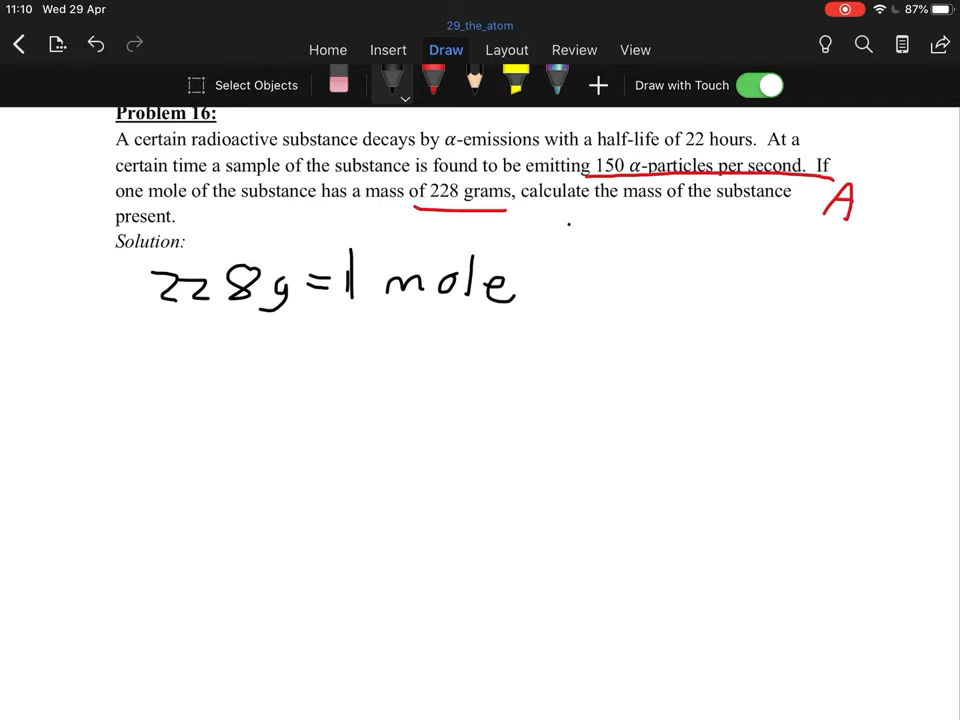 11:10 Wed 29 Apr
87%
29_the_atom
Home Insert Draw Layout Review View
Select Objects
Draw with Touch
Problem 16:
A certain radioactive substance decays by α-emissions with a half-life of 22 hours. At a
certain time a sample of the substance is found to be emitting 150 α-particles per second. If
one mole of the substance has a mass of 228 grams, calculate the mass of the substance
present.
A
Solution:
228g = 1 mole